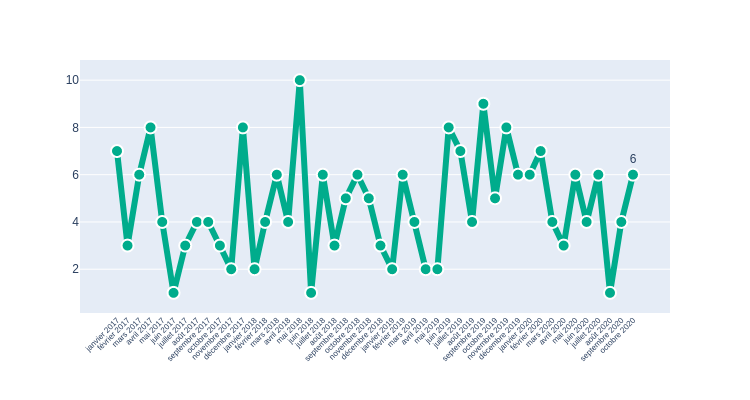 10
8
6
4
2
6
janvier 2017
février 2017
mars 2017
avril 2017
mai 2017
juin 2017
juillet 2017
août 2017
septembre 2017
octobre 2017
novembre 2017
décembre 2017
janvier 2018
février 2018
mars 2018
avril 2018
mai 2018
juin 2018
juillet 2018
août 2018
septembre 2018
octobre 2018
novembre 2018
décembre 2018
janvier 2019
février 2019
mars 2019
avril 2019
mai 2019
juin 2019
juillet 2019
août 2019
septembre 2019
octobre 2019
novembre 2019
décembre 2019
janvier 2020
février 2020
mars 2020
avril 2020
mai 2020
juin 2020
juillet 2020
août 2020
septembre 2020
octobre 2020